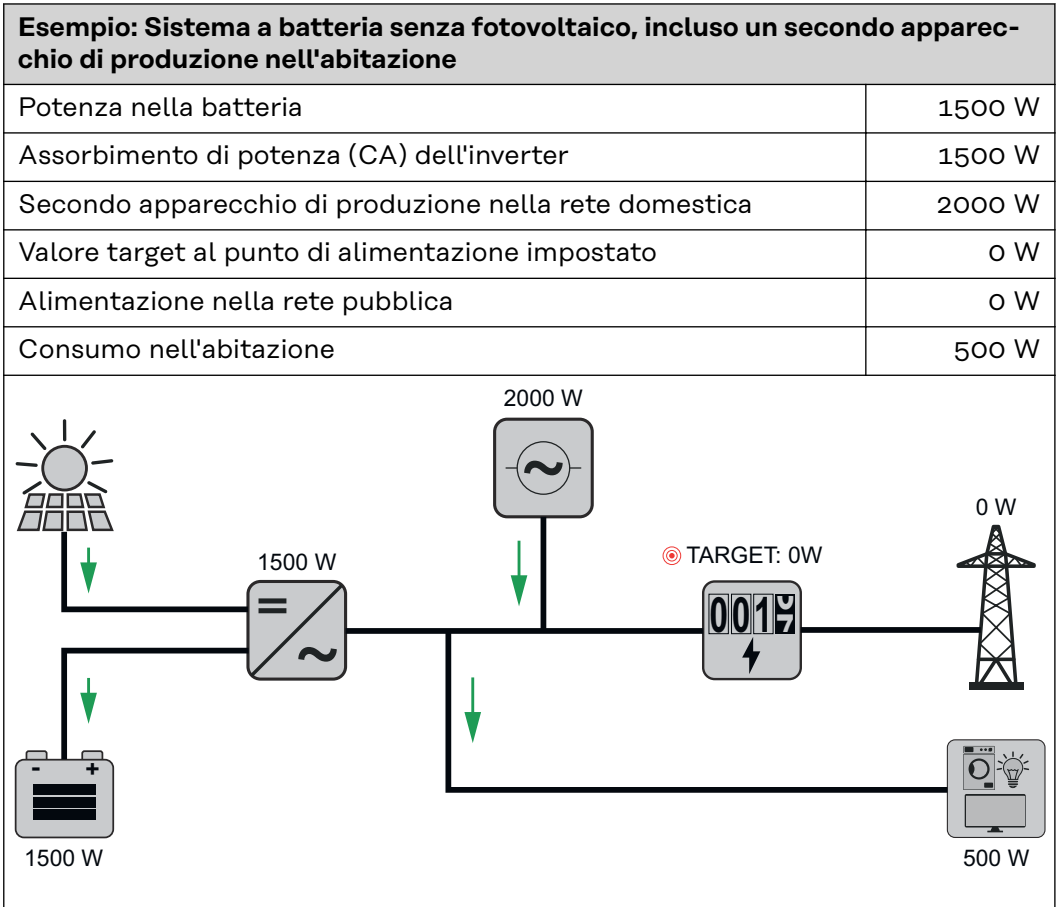 Esempio: Sistema a batteria senza fotovoltaico, incluso un secondo apparec-
chio di produzione nell'abitazione
Potenza nella batteria 1500 W
Assorbimento di potenza (CA) dell'inverter 1500 W
Secondo apparecchio di produzione nella rete domestica 2000 W
Valore target al punto di alimentazione impostato 0 W
Alimentazione nella rete pubblica 0 W
Consumo nell'abitazione 500 W
2000 W
0 W
1500 W
TARGET: 0W
001
- +
1500 W
500 W